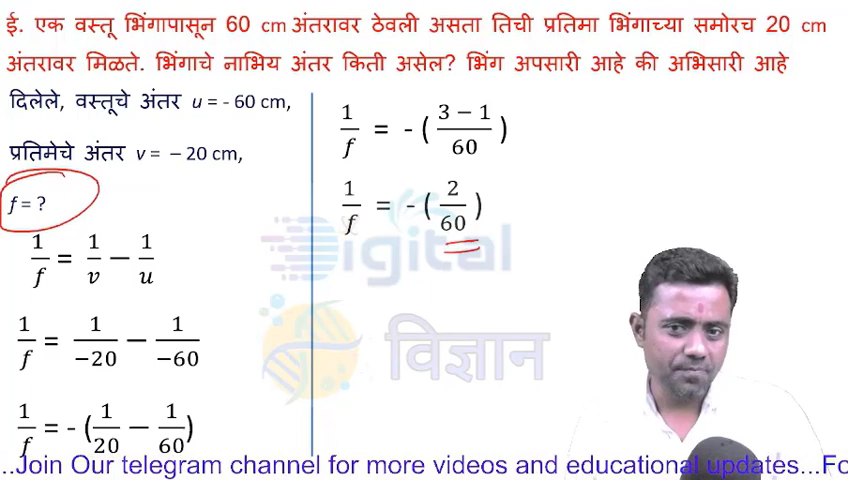 ई. एक वस्तू भिंगापासून 60 cm अंतरावर ठेवली असता तिची प्रतिमा भिंगाच्या समोरच 20 cm
अंतरावर मिळते. भिंगाचे नाभिय अंतर किती असेल? भिंग अपसारी आहे की अभिसारी आहे
दिलेले, वस्तूचे अंतर u = - 60 cm,
प्रतिमेचे अंतर v = – 20 cm,
f = ?
1/f = 1/v − 1/u
1/f = 1/−20 − 1/−60
1/f = - (1/20 − 1/60)
1/f = - (3 − 1/60)
1/f = - (2/60)
Digital
विज्ञान
...Join Our telegram channel for more videos and educational updates...Fo